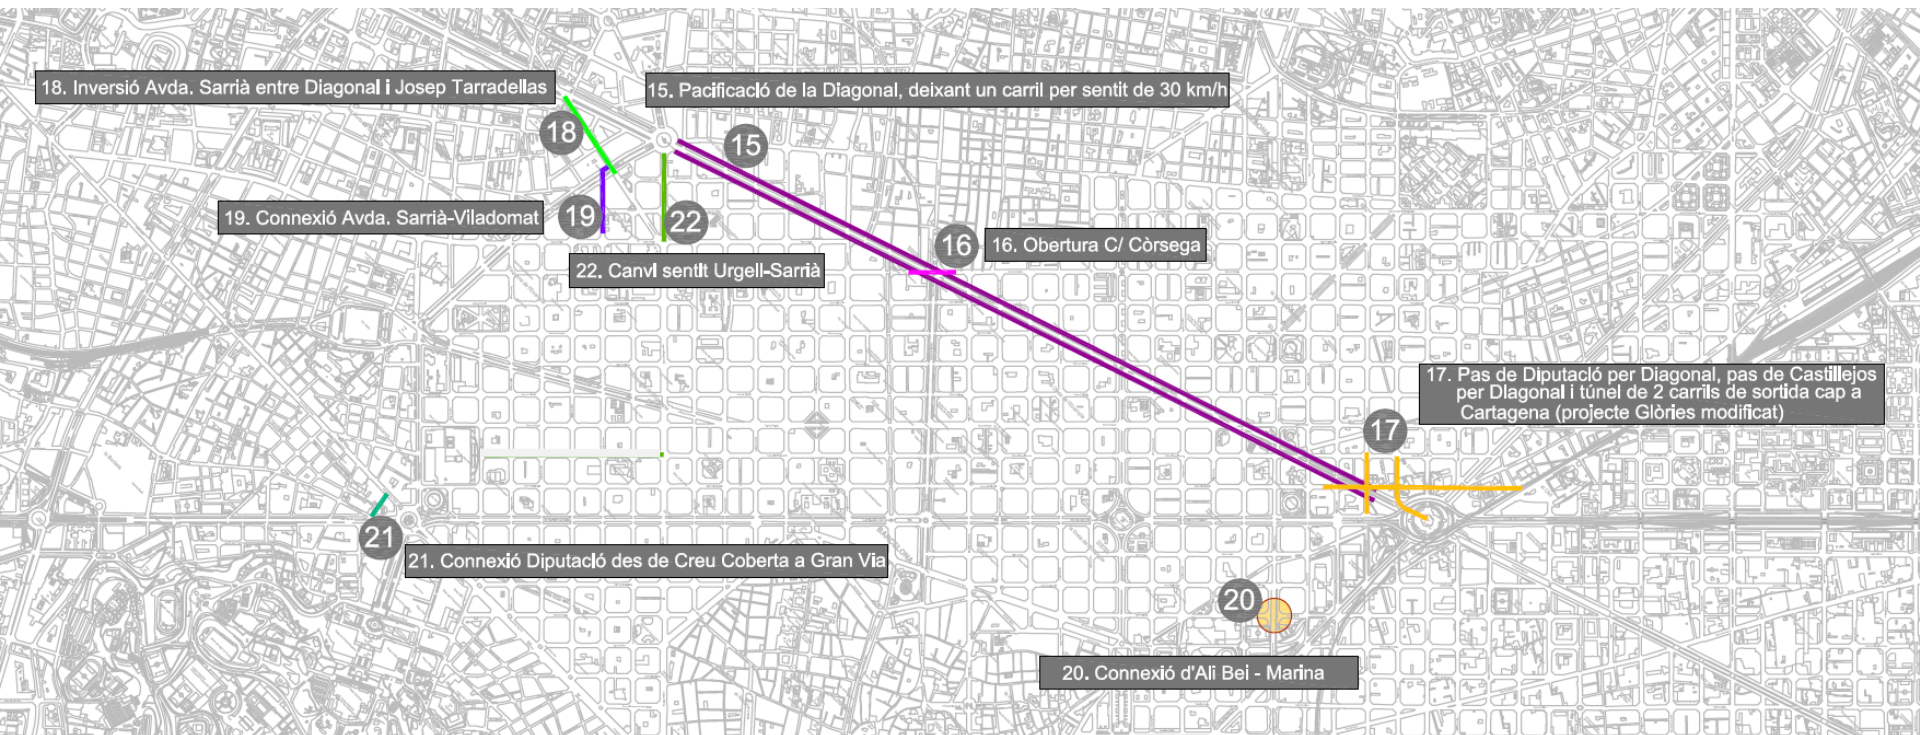 18. Inversió Avda. Sarrià entre Diagonal i Josep Tarradellas
15. Pacificació de la Diagonal, deixant un carril per sentit de 30 km/h
18
15
19. Connexió Avda. Sarrià-Viladomat
19
22
16
16. Obertura C/ Còrsega
22. Canvi sentit Urgell-Sarrià
17. Pas de Diputació per Diagonal, pas de Castillejos
per Diagonal i túnel de 2 carrils de sortida cap a
Cartagena (projecte Glòries modificat)
17
21
21. Connexió Diputació des de Creu Coberta a Gran Via
20
20. Connexió d'Ali Bei - Marina